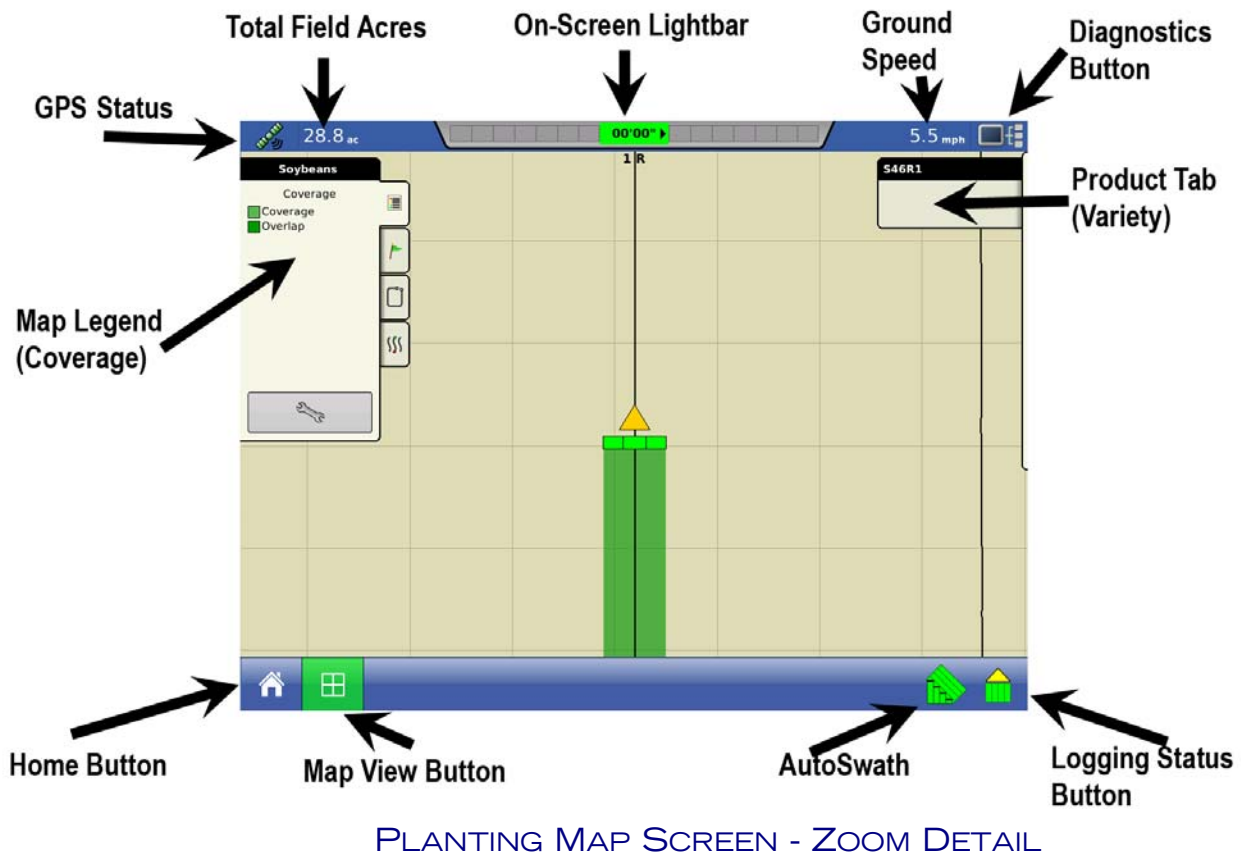 Total Field Acres
On-Screen Lightbar
Ground
Speed
Diagnostics
Button
GPS Status
28.8 ac
00'00"
5.5 mph
1 R
Soybeans
Coverage
Coverage
Overlap
S46R1
Product Tab
(Variety)
Map Legend
(Coverage)
Home Button
Map View Button
AutoSwath
Logging Status
Button
PLANTING MAP SCREEN - ZOOM DETAIL